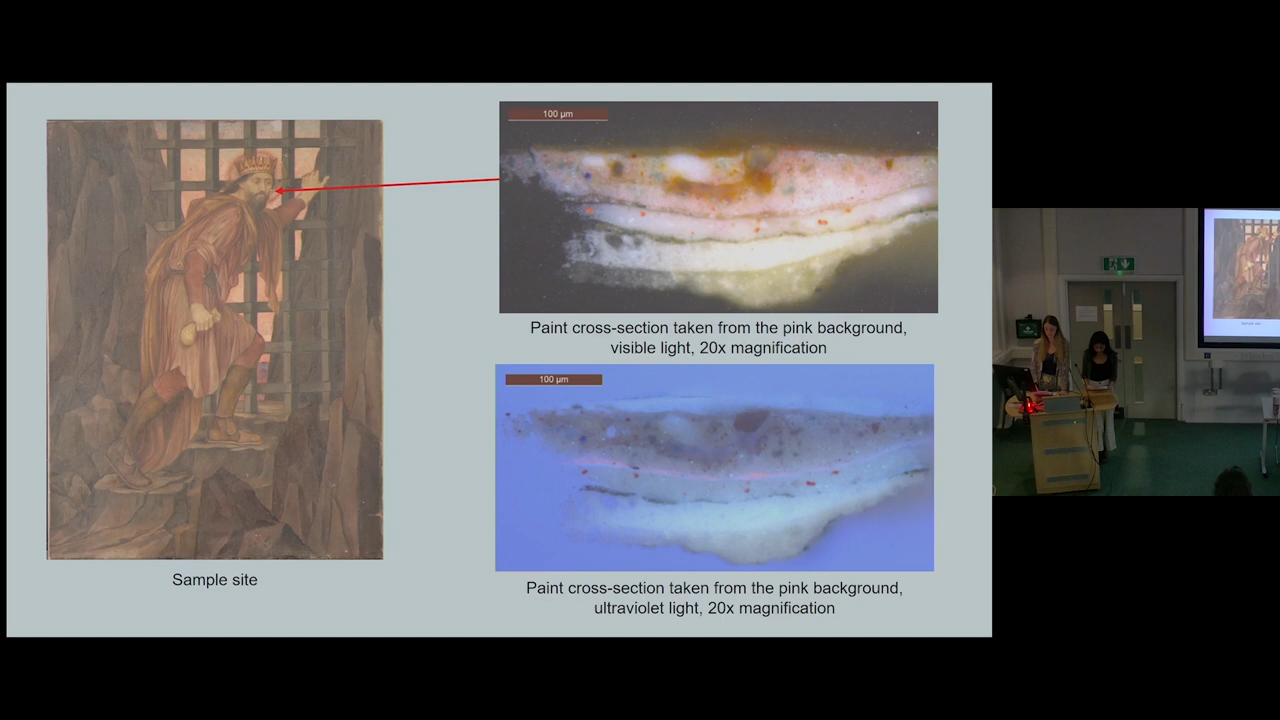 100 µm
Paint cross-section taken from the pink background,
visible light, 20x magnification
100 µm
Paint cross-section taken from the pink background,
ultraviolet light, 20x magnification
Sample site